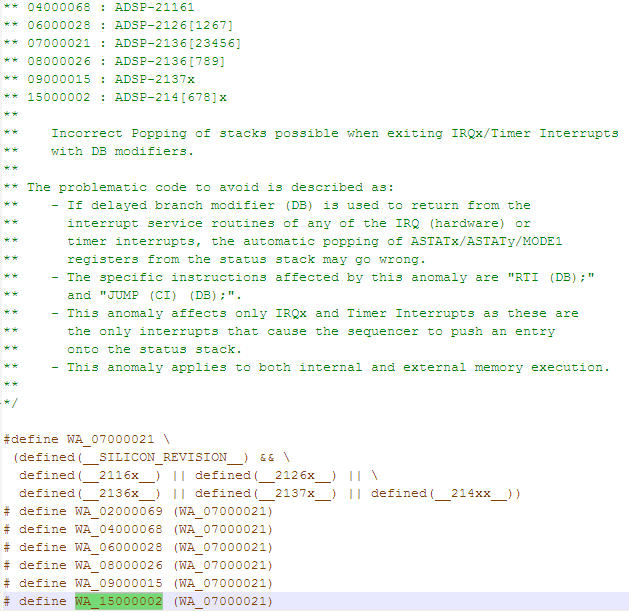 ** 04000068 : ADSP-21161
** 06000028 : ADSP-2126[1267]
** 07000021 : ADSP-2136[23456]
** 08000026 : ADSP-2136[789]
** 09000015 : ADSP-2137x
** 15000002 : ADSP-214[678]x
**
**    Incorrect Popping of stacks possible when exiting IRQx/Timer Interrupts
**    with DB modifiers.
**
** The problematic code to avoid is described as:
**    - If delayed branch modifier (DB) is used to return from the
**      interrupt service routines of any of the IRQ (hardware) or
**      timer interrupts, the automatic popping of ASTATx/ASTATy/MODE1
**      registers from the status stack may go wrong.
**    - The specific instructions affected by this anomaly are "RTI (DB);"
**      and "JUMP (CI) (DB);".
**    - This anomaly affects only IRQx and Timer Interrupts as these are
**      the only interrupts that cause the sequencer to push an entry
**      onto the status stack.
**    - This anomaly applies to both internal and external memory execution.
**
*/
#define WA_07000021 \
 (defined(__SILICON_REVISION__) && \
  defined(__2116x__) || defined(__2126x__) || \
  defined(__2136x__) || defined(__2137x__) || defined(__214xx__))
# define WA_02000069 (WA_07000021)
# define WA_04000068 (WA_07000021)
# define WA_06000028 (WA_07000021)
# define WA_08000026 (WA_07000021)
# define WA_09000015 (WA_07000021)
# define WA_15000002 (WA_07000021)